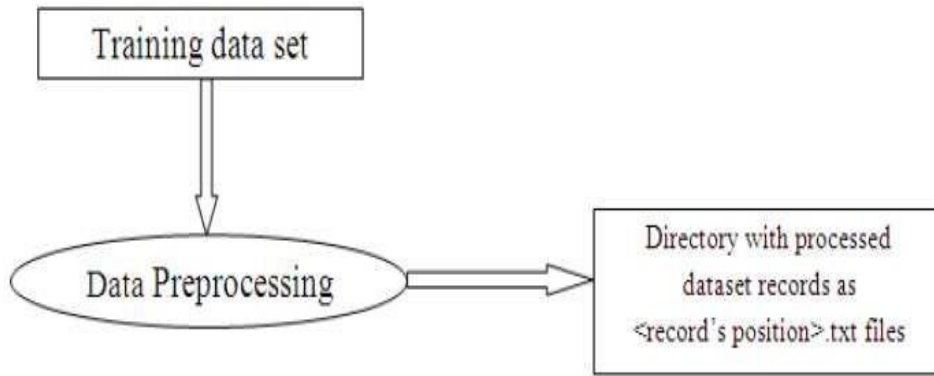 Training data set
Data Preprocessing
Directory with processed
dataset records as
<record's position>.txt files